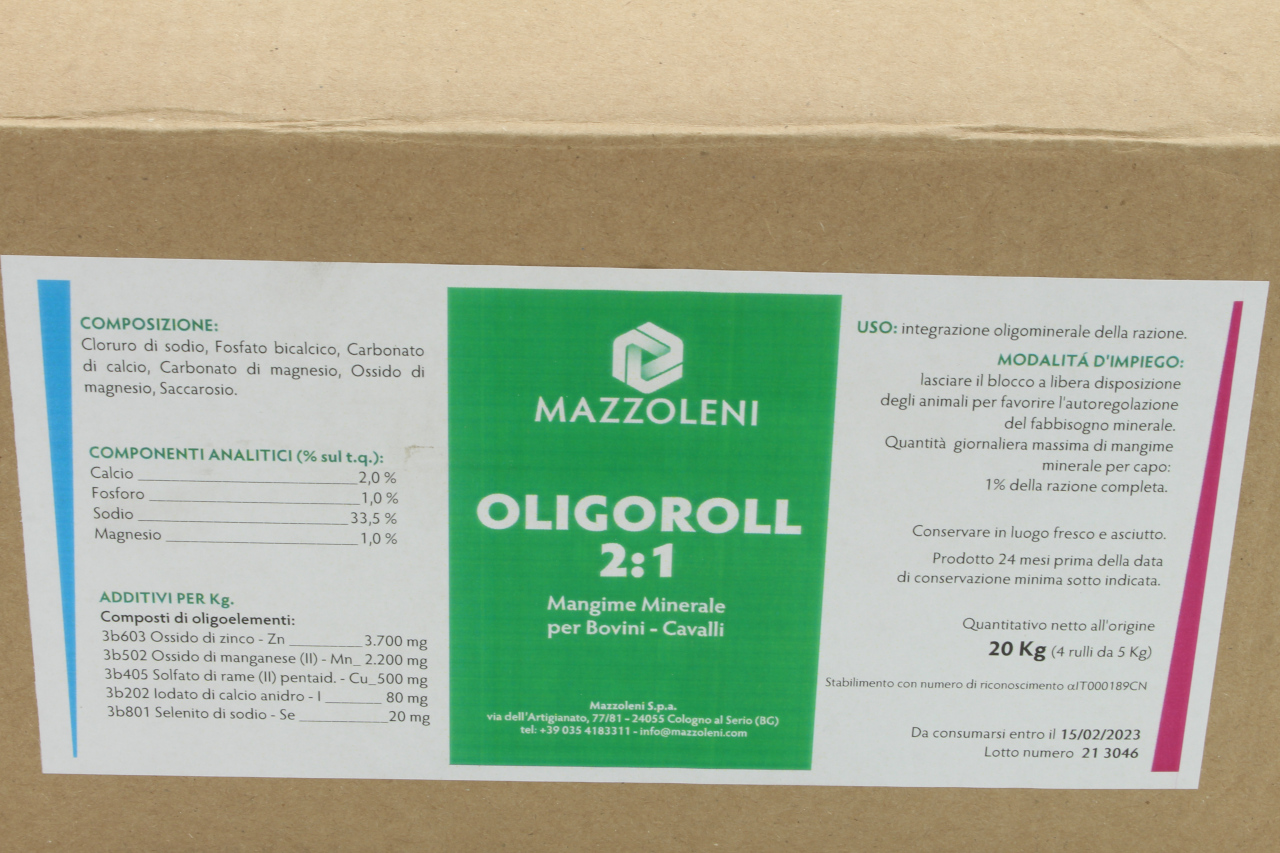 COMPOSIZIONE:
Cloruro di sodio, Fosfato bicalcico, Carbonato
di calcio, Carbonato di magnesio, Ossido di
magnesio, Saccarosio.
COMPONENTI ANALITICI (% sul t.q.):
Calcio 2,0 %
Fosforo 1,0 %
Sodio 33,5 %
Magnesio 1,0 %
ADDITIVI PER Kg.
Composti di oligoelementi:
3b603 Ossido di zinco - Zn 3.700 mg
3b502 Ossido di manganese (II) - Mn 2.200 mg
3b405 Solfato di rame (II) pentaid. - Cu 500 mg
3b202 Iodato di calcio anidro - I 80 mg
3b801 Selenito di sodio - Se 20 mg
MAZZOLENI
OLIGOROLL
2:1
Mangime Minerale
per Bovini - Cavalli
Mazzoleni S.p.a.
via dell'Artigianato, 77/81 - 24055 Cologno al Serio (BG)
tel: +39 035 4183311 - info@mazzoleni.com
USO: integrazione oligominerale della razione.
MODALITÁ D'IMPIEGO:
lasciare il blocco a libera disposizione
degli animali per favorire l'autoregolazione
del fabbisogno minerale.
Quantità giornaliera massima di mangime
minerale per capo:
1% della razione completa.
Conservare in luogo fresco e asciutto.
Prodotto 24 mesi prima della data
di conservazione minima sotto indicata.
Quantitativo netto all'origine
20 Kg (4 rulli da 5 Kg)
Stabilimento con numero di riconoscimento αIT000189CN
Da consumarsi entro il 15/02/2023
Lotto numero 21 3046